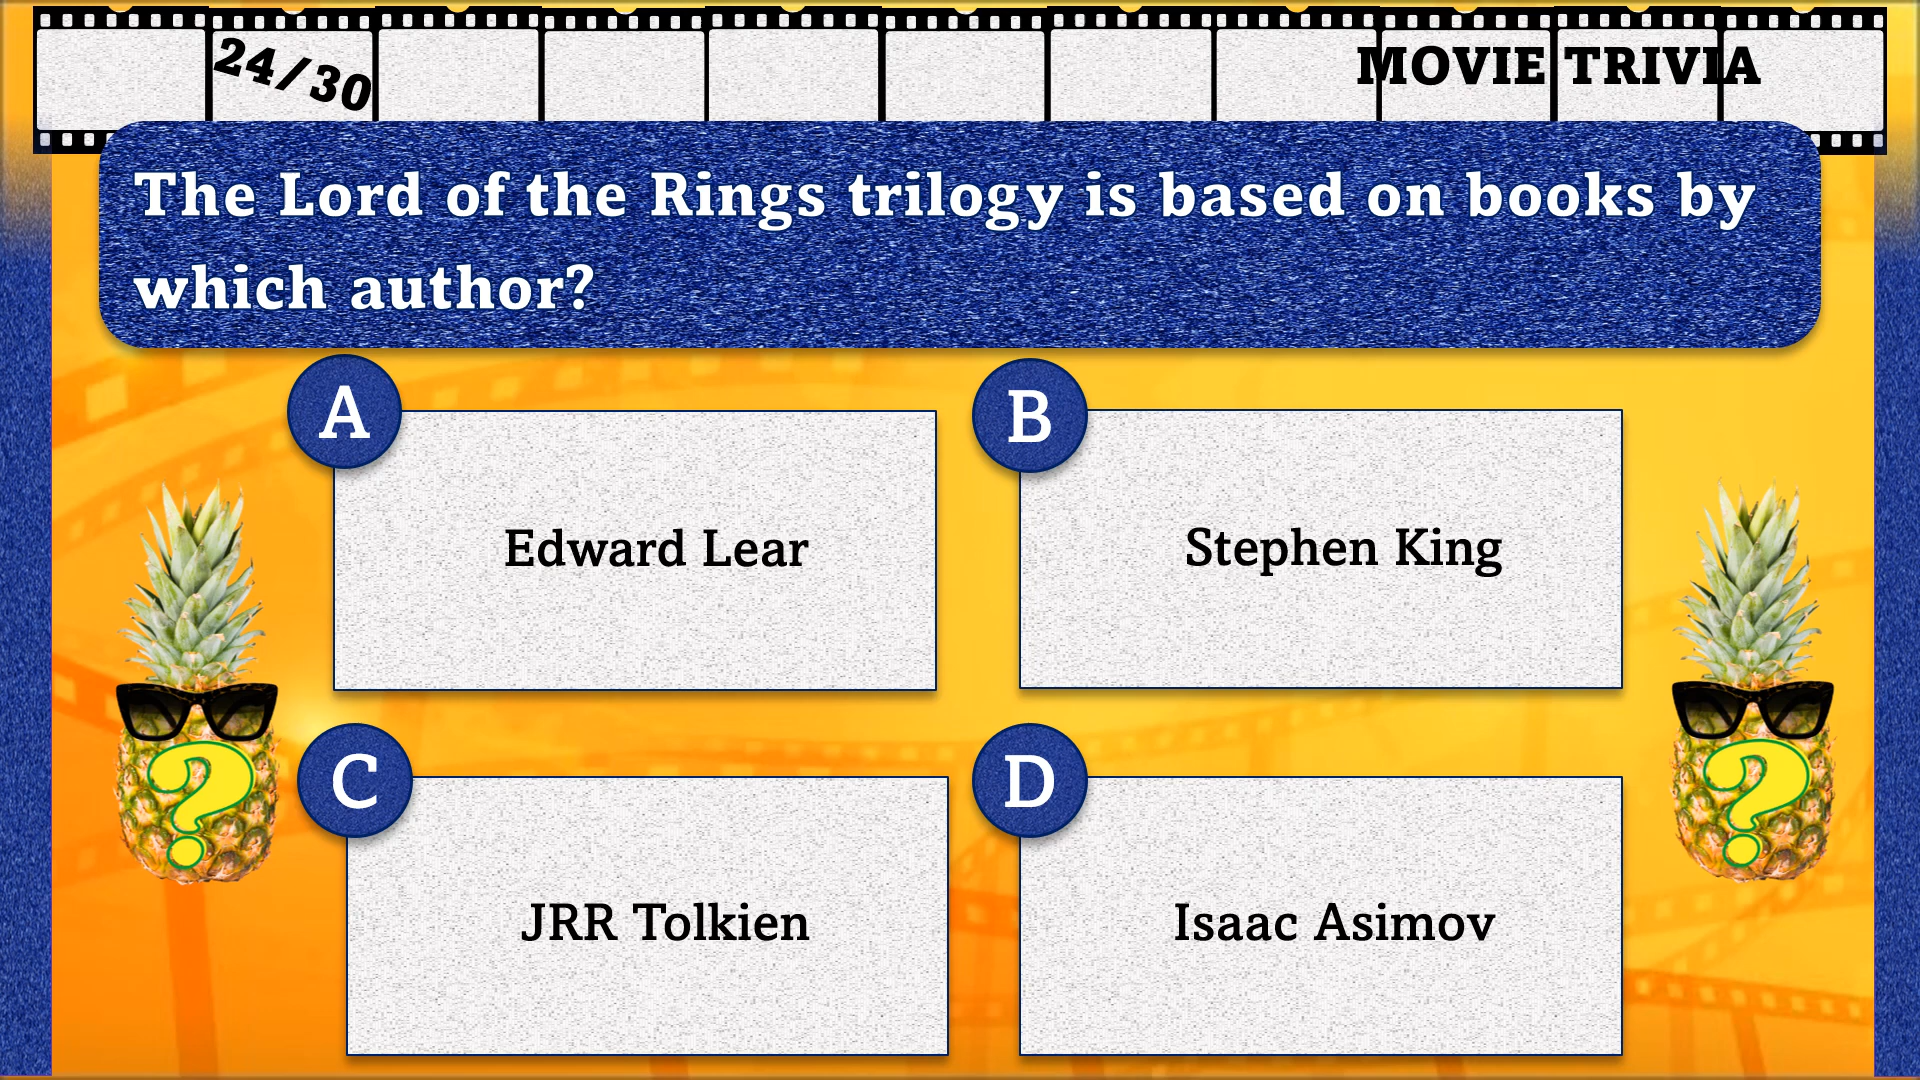 24/30
MOVIE TRIVIA
The Lord of the Rings trilogy is based on books by
which author?
A
Edward Lear
B
Stephen King
C
JRR Tolkien
D
Isaac Asimov
?
?